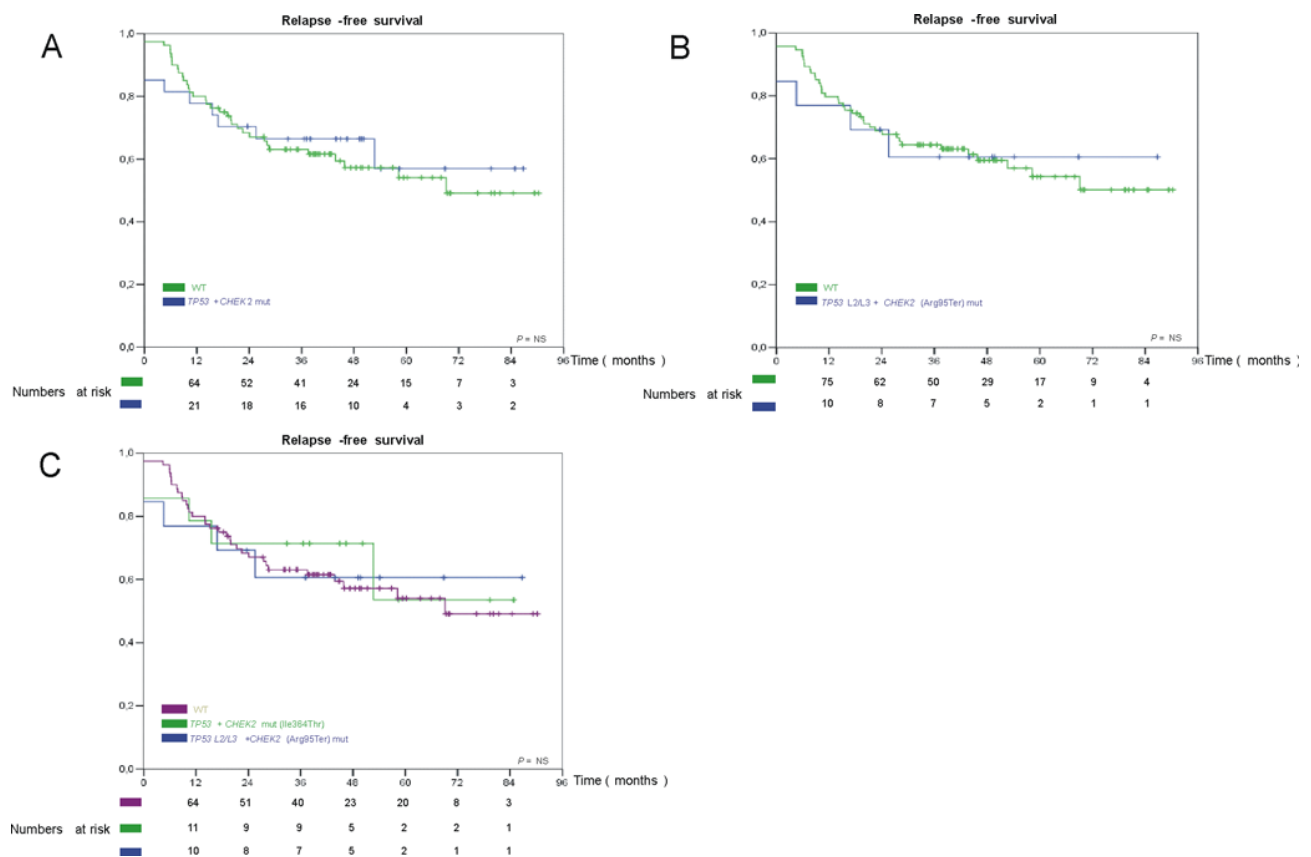 A
Relapse -free survival
1,0
0,8
0,6
0,4
0,2
0,0
WT
TP53 +CHEK2 mut
P = NS
0 12 24 36 48 60 72 84 96
Time ( months )
Numbers at risk
64 52 41 24 15 7 3
21 18 16 10 4 3 2
B
Relapse -free survival
1,0
0,8
0,6
0,4
0,2
0,0
WT
TP53 L2/L3 + CHEK2 (Arg95Ter) mut
P = NS
0 12 24 36 48 60 72 84 96
Time ( months )
Numbers at risk
75 62 50 29 17 9 4
10 8 7 5 2 1 1
C
Relapse -free survival
1,0
0,8
0,6
0,4
0,2
0,0
WT
TP53 + CHEK2 mut (Ile364Thr)
TP53 L2/L3 +CHEK2 (Arg95Ter) mut
P = NS
0 12 24 36 48 60 72 84 96
Time ( months )
Numbers at risk
64 51 40 23 20 8 3
11 9 9 5 2 2 1
10 8 7 5 2 1 1